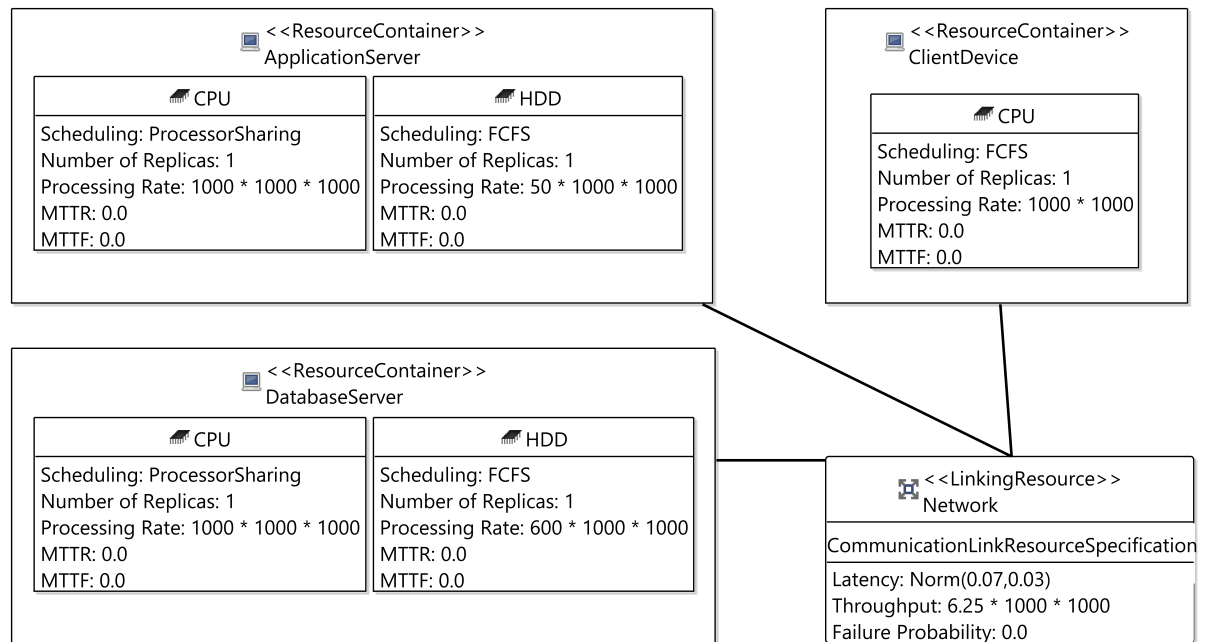 <<ResourceContainer>>
ApplicationServer
CPU
Scheduling: ProcessorSharing
Number of Replicas: 1
Processing Rate: 1000 * 1000 * 1000
MTTR: 0.0
MTTF: 0.0
HDD
Scheduling: FCFS
Number of Replicas: 1
Processing Rate: 50 * 1000 * 1000
MTTR: 0.0
MTTF: 0.0
<<ResourceContainer>>
ClientDevice
CPU
Scheduling: FCFS
Number of Replicas: 1
Processing Rate: 1000 * 1000
MTTR: 0.0
MTTF: 0.0
<<ResourceContainer>>
DatabaseServer
CPU
Scheduling: ProcessorSharing
Number of Replicas: 1
Processing Rate: 1000 * 1000 * 1000
MTTR: 0.0
MTTF: 0.0
HDD
Scheduling: FCFS
Number of Replicas: 1
Processing Rate: 600 * 1000 * 1000
MTTR: 0.0
MTTF: 0.0
<<LinkingResource>>
Network
CommunicationLinkResourceSpecification
Latency: Norm(0.07,0.03)
Throughput: 6.25 * 1000 * 1000
Failure Probability: 0.0